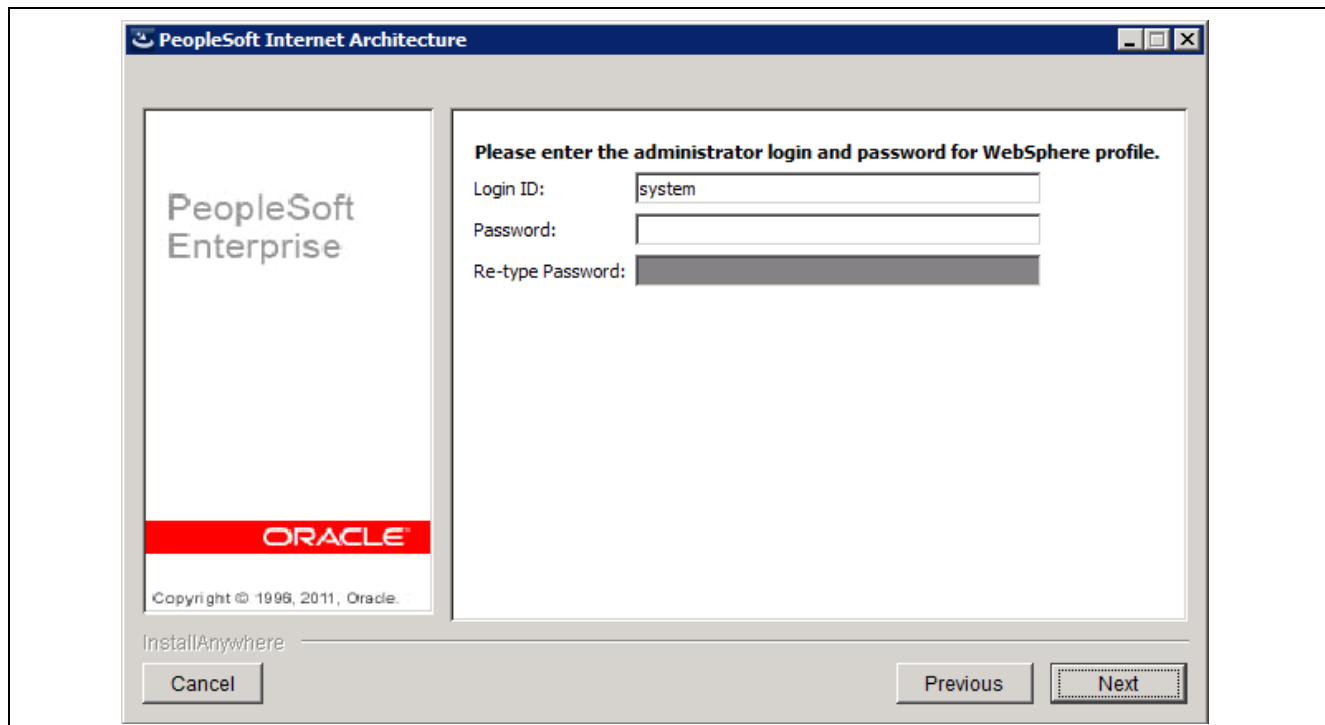 PeopleSoft Internet Architecture
PeopleSoft
Enterprise
ORACLE
Copyright © 1996, 2011, Oracle.
Please enter the administrator login and password for WebSphere profile.
Login ID: system
Password:
Re-type Password:
InstallAnywhere
Cancel Previous Next